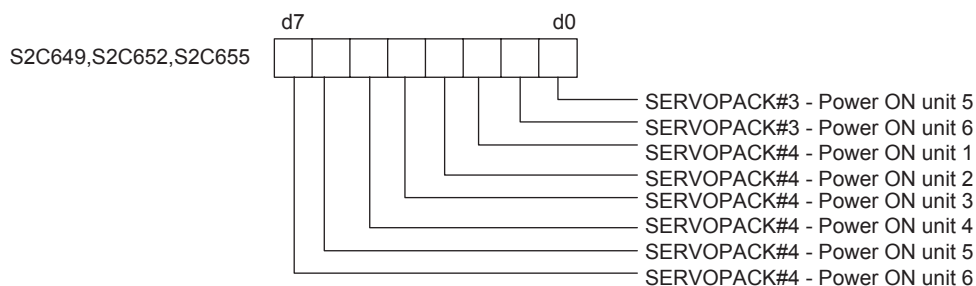 d7 d0
S2C649,S2C652,S2C655
SERVOPACK#3 - Power ON unit 5
SERVOPACK#3 - Power ON unit 6
SERVOPACK#4 - Power ON unit 1
SERVOPACK#4 - Power ON unit 2
SERVOPACK#4 - Power ON unit 3
SERVOPACK#4 - Power ON unit 4
SERVOPACK#4 - Power ON unit 5
SERVOPACK#4 - Power ON unit 6